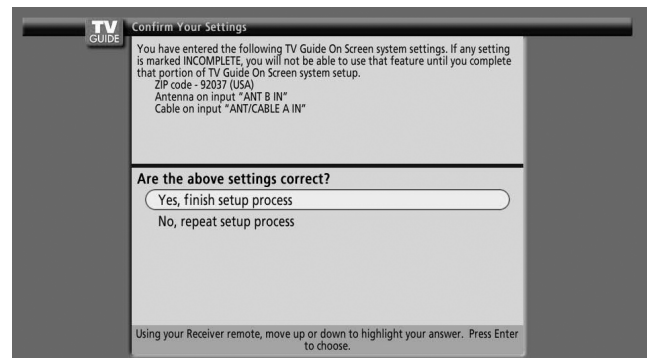 TV
GUIDE
Confirm Your Settings
You have entered the following TV Guide On Screen system settings. If any setting
is marked INCOMPLETE, you will not be able to use that feature until you complete
that portion of TV Guide On Screen system setup.
ZIP code - 92037 (USA)
Antenna on input “ANT B IN”
Cable on input “ANT/CABLE A IN”
Are the above settings correct?
Yes, finish setup process
No, repeat setup process
Using your Receiver remote, move up or down to highlight your answer. Press Enter
to choose.